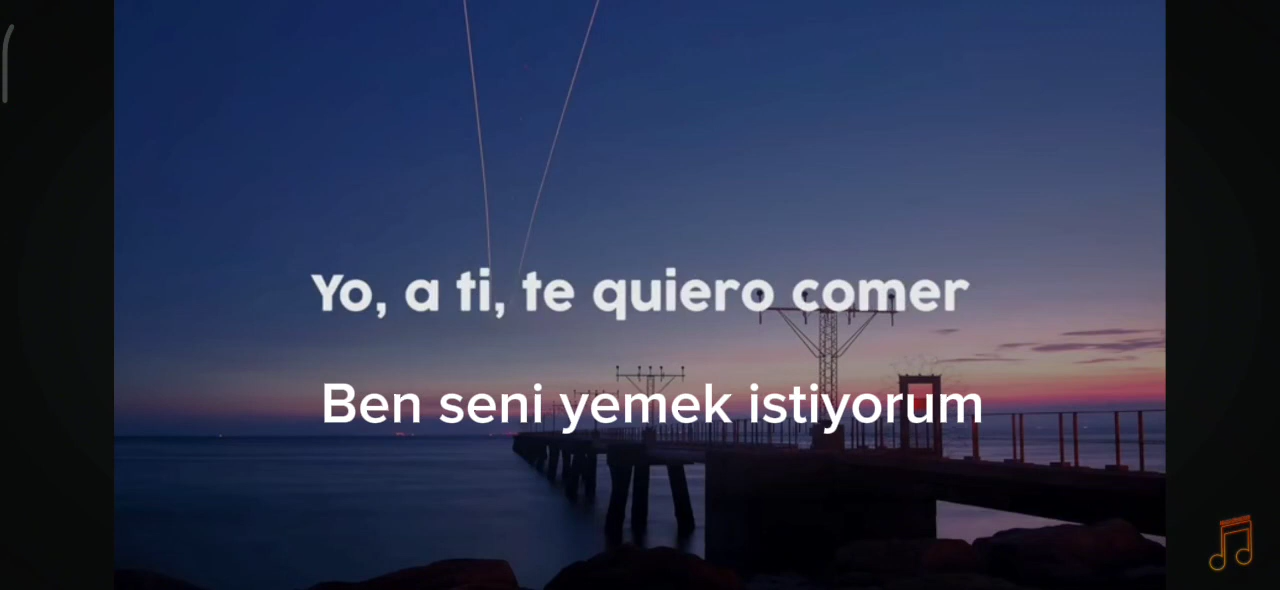 Yo, a ti, te quiero comer
Ben seni yemek istiyorum